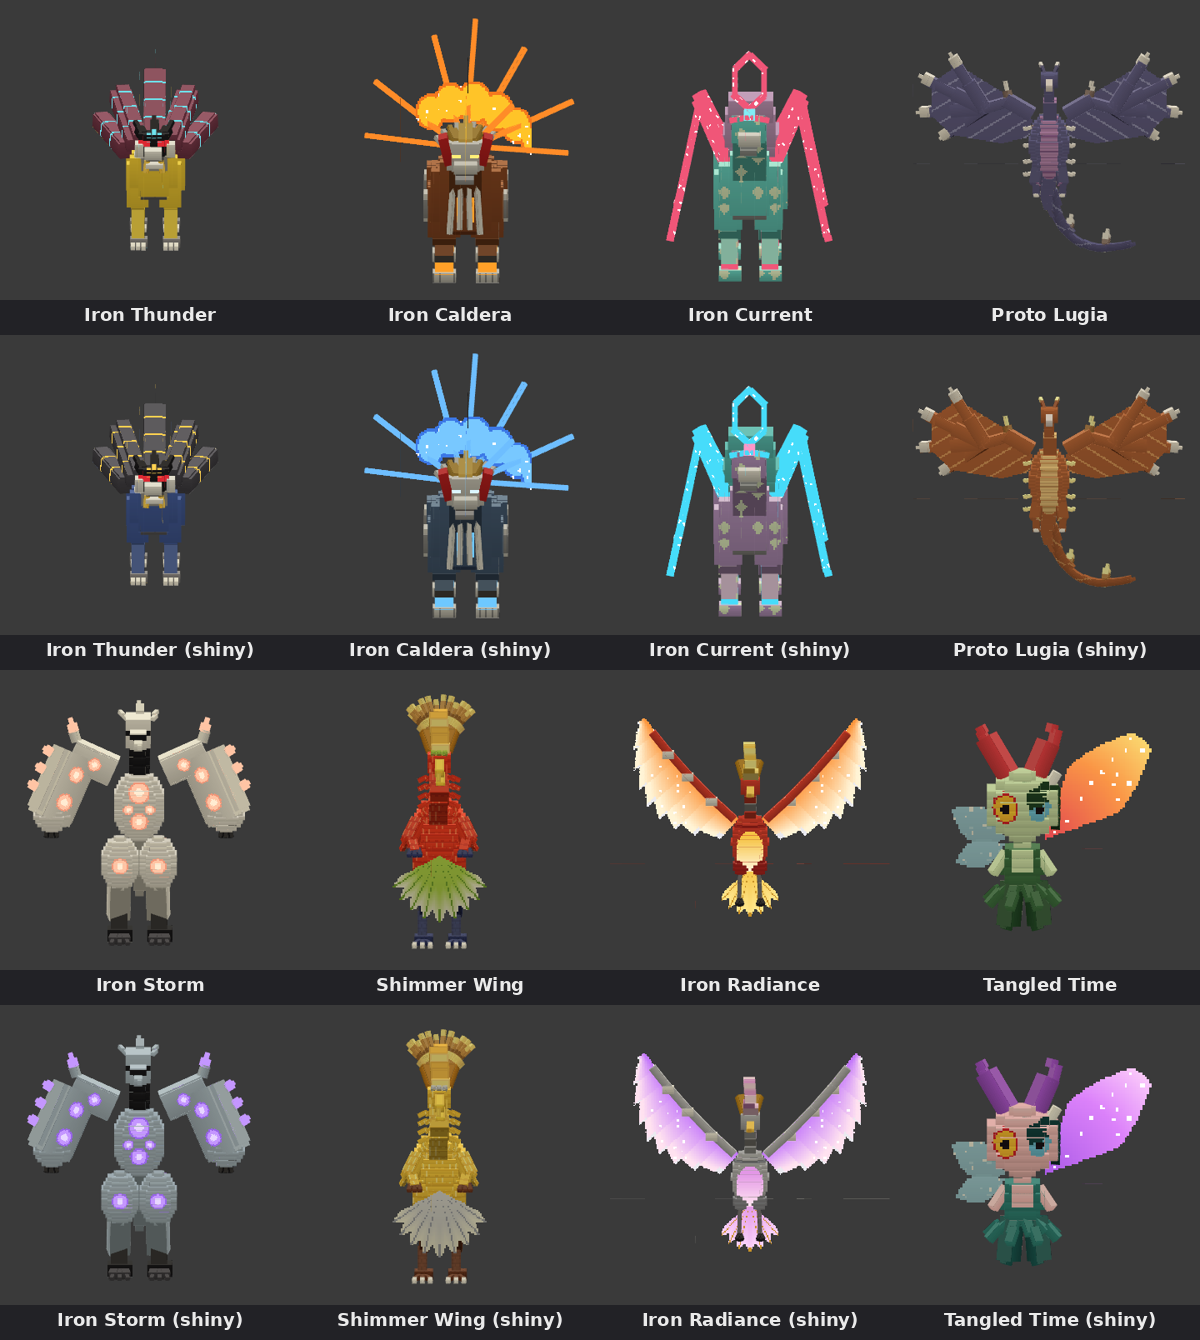 Iron Thunder
Iron Caldera
Iron Current
Proto Lugia
Iron Thunder (shiny)
Iron Caldera (shiny)
Iron Current (shiny)
Proto Lugia (shiny)
Iron Storm
Shimmer Wing
Iron Radiance
Tangled Time
Iron Storm (shiny)
Shimmer Wing (shiny)
Iron Radiance (shiny)
Tangled Time (shiny)